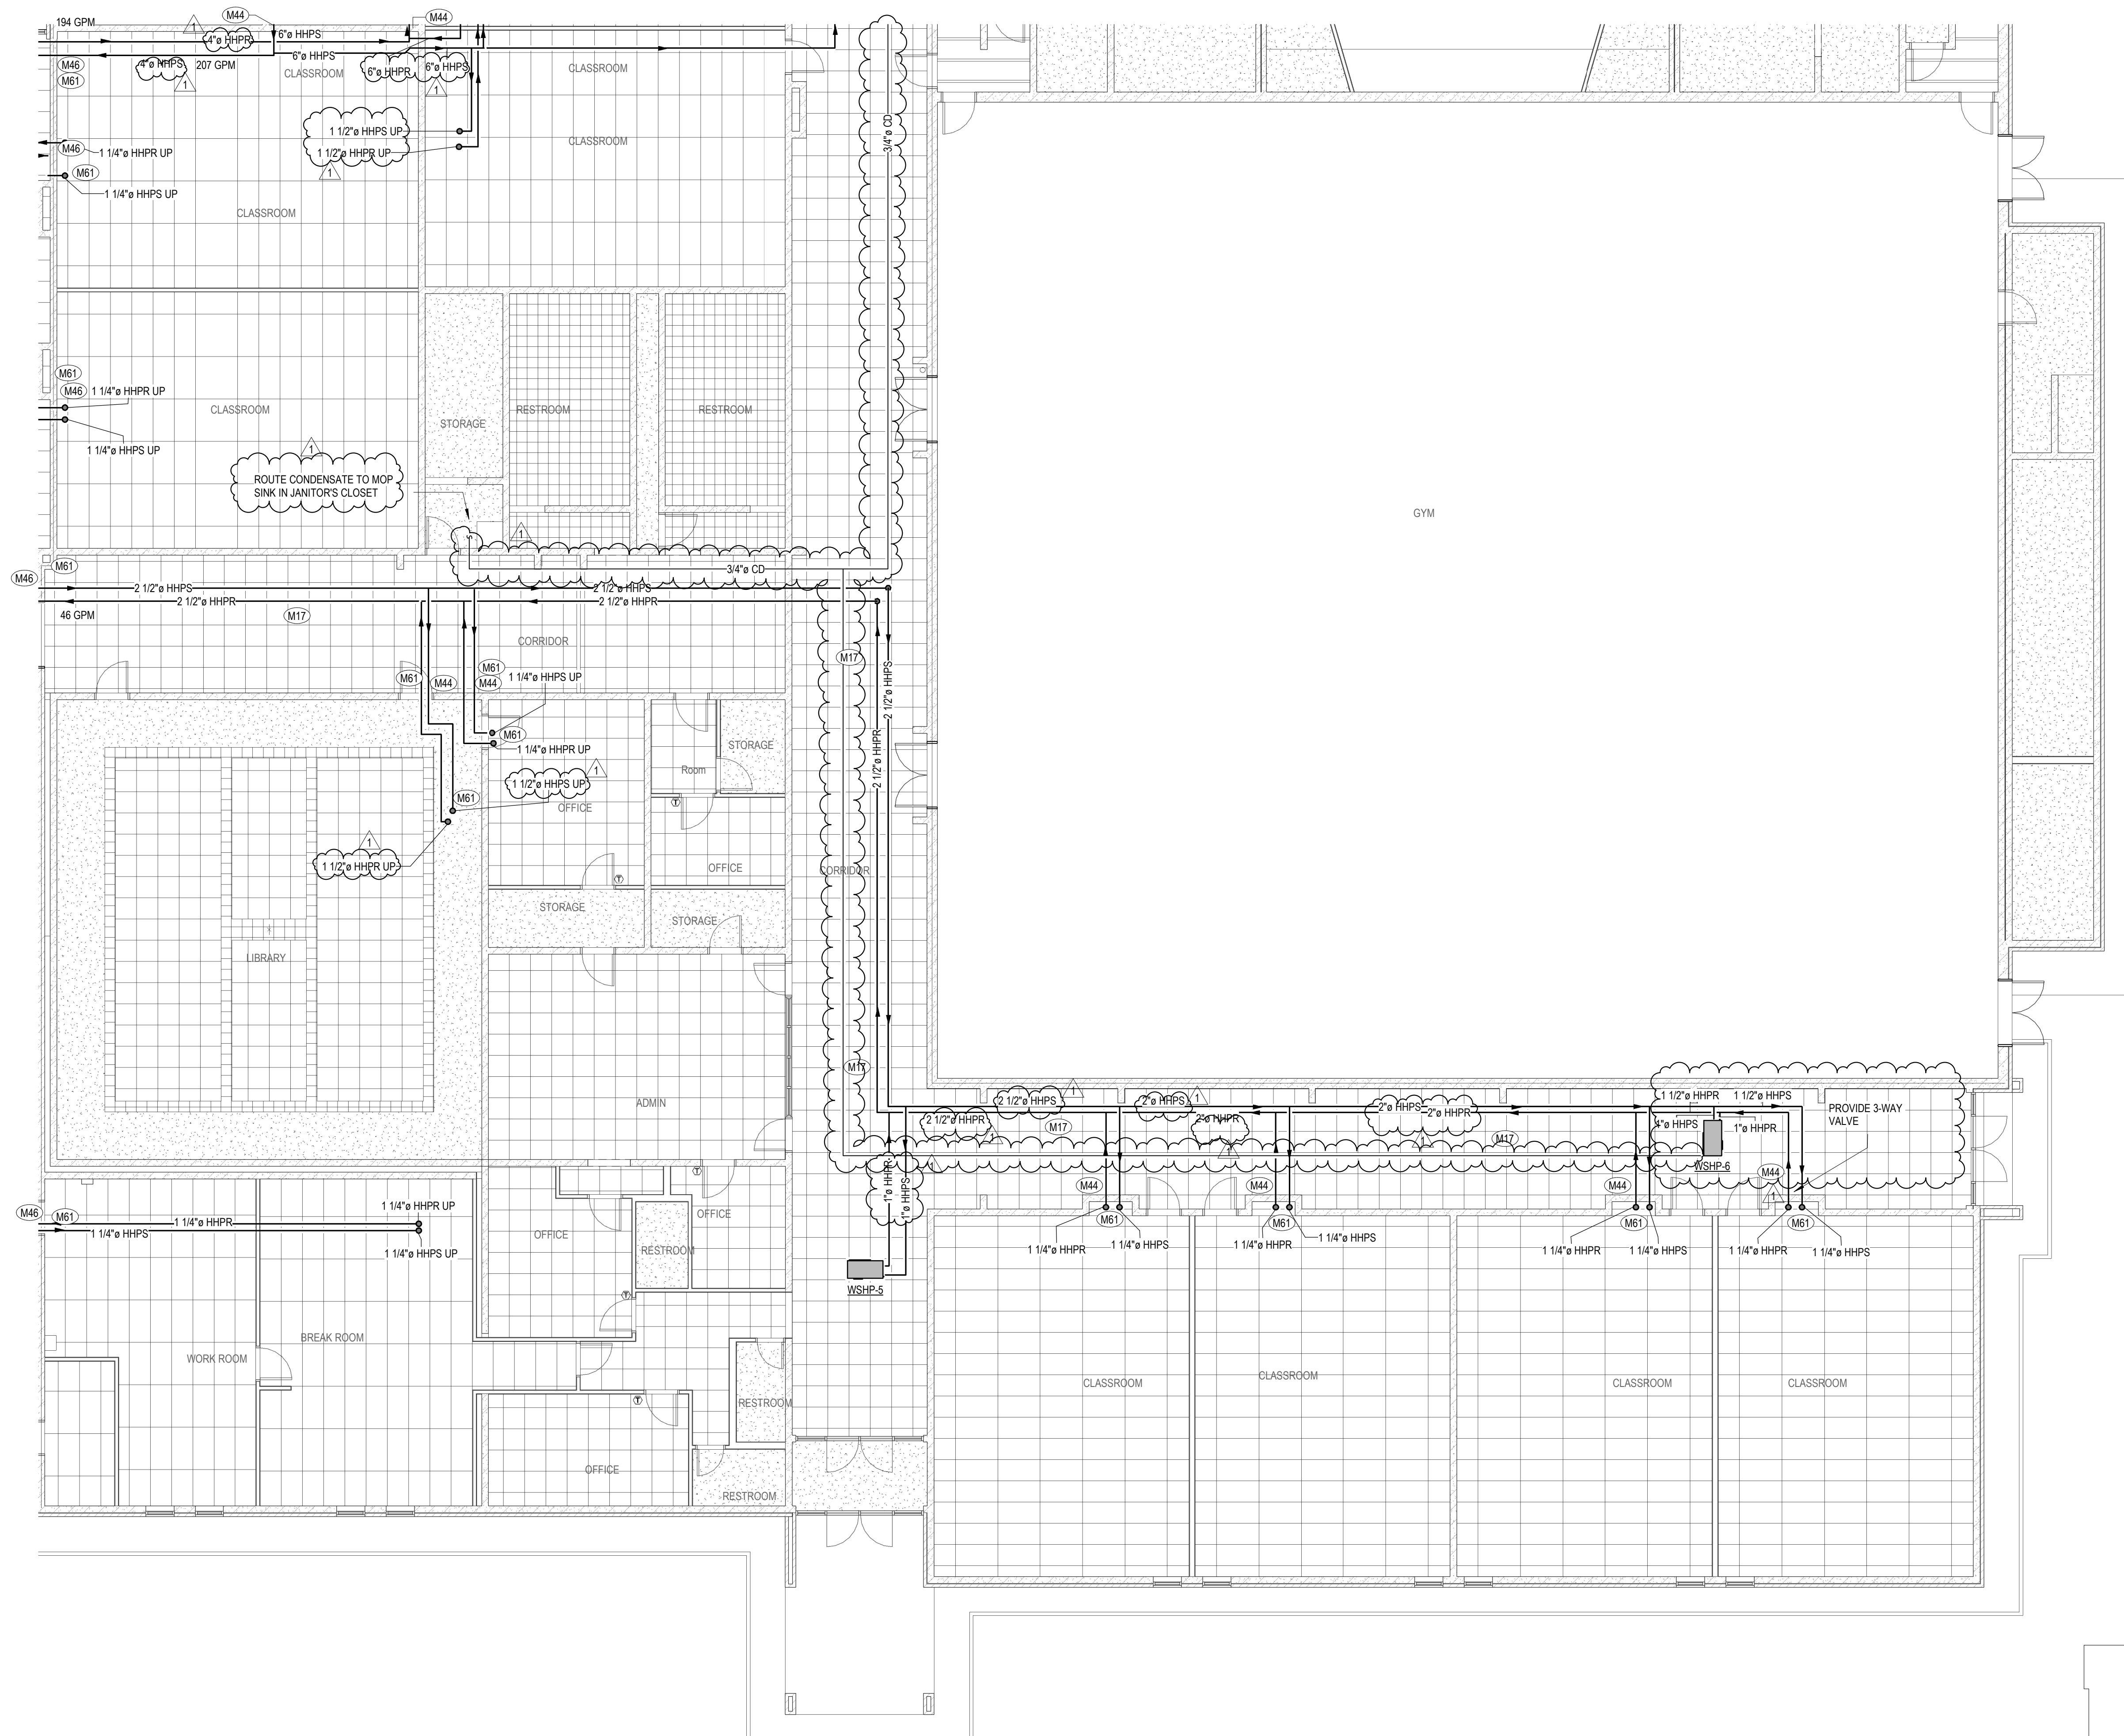 194 GPM
M44
M44
1
4"ø HHPR
6"ø HHPS
6"ø HHPS
4"ø HHPS
207 GPM
M46
M61
1
CLASSROOM
6"ø HHPR
6"ø HHPS
1
CLASSROOM
1 1/2"ø HHPS UP
1 1/2"ø HHPR UP
1
CLASSROOM
3/4"ø CD
M46
1 1/4"ø HHPR UP
M61
1 1/4"ø HHPS UP
CLASSROOM
M61
M46
1 1/4"ø HHPR UP
CLASSROOM
1 1/4"ø HHPS UP
STORAGE
RESTROOM
RESTROOM
1
ROUTE CONDENSATE TO MOP
SINK IN JANITOR'S CLOSET
GYM
S
1
3/4"ø CD
M61
M46
2 1/2"ø HHPS
2 1/2"ø HHPR
2 1/2"ø HHPS
2 1/2"ø HHPR
46 GPM
M17
CORRIDOR
M17
M61
M44
M61
M44
1 1/4"ø HHPS UP
2 1/2"ø HHPS
2 1/2"ø HHPR
M61
1 1/4"ø HHPR UP
STORAGE
Room
1
1 1/2"ø HHPS UP
M61
OFFICE
T
1
1 1/2"ø HHPR UP
OFFICE
T
CORRIDOR
STORAGE
STORAGE
LIBRARY
M17
ADMIN
2 1/2"ø HHPS
1
2"ø HHPS
1
2"ø HHPS
2"ø HHPR
1 1/2"ø HHPR
1 1/2"ø HHPS
PROVIDE 3-WAY
VALVE
2 1/2"ø HHPR
1
M17
2"ø HHPR
1
1
M17
4"ø HHPS
1"ø HHPR
WSHP-6
1
1"ø HHPR
1"ø HHPS
M44
M44
M44
M44
1
T
M46
M61
1 1/4"ø HHPR UP
1 1/4"ø HHPR
1 1/4"ø HHPS
1 1/4"ø HHPS UP
OFFICE
OFFICE
RESTROOM
M61
M61
M61
M61
1 1/4"ø HHPR
1 1/4"ø HHPS
1 1/4"ø HHPR
1 1/4"ø HHPS
1 1/4"ø HHPR
1 1/4"ø HHPS
1 1/4"ø HHPR
1 1/4"ø HHPS
WSHP-5
T
BREAK ROOM
WORK ROOM
CLASSROOM
CLASSROOM
CLASSROOM
CLASSROOM
T
RESTROOM
OFFICE
RESTROOM